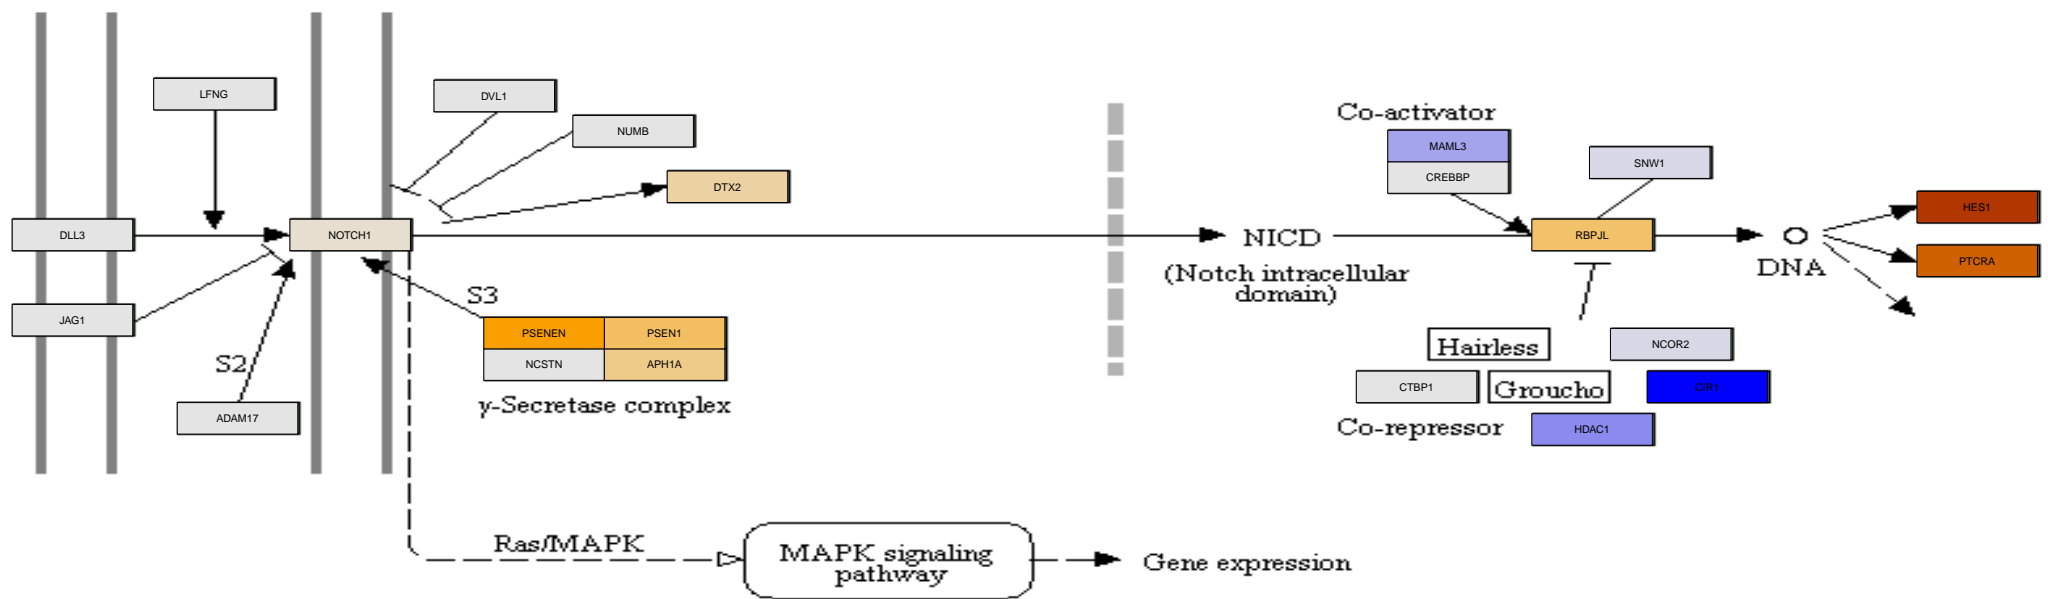 LFNG
DVL1
NUMB
DTX2
DLL3
NOTCH1
JAG1
S2
ADAM17
S3
PSENEN
PSEN1
NCSTN
APH1A
γ-Secretase complex
NICD
(Notch intracellular
domain)
Co-activator
MAML3
CREBBP
SNW1
RBPJL
DNA
HES1
PTCRA
Hairless
NCOR2
CTBP1
Groucho
CIR1
Co-repressor
HDAC1
Ras/MAPK
MAPK signaling
pathway
Gene expression